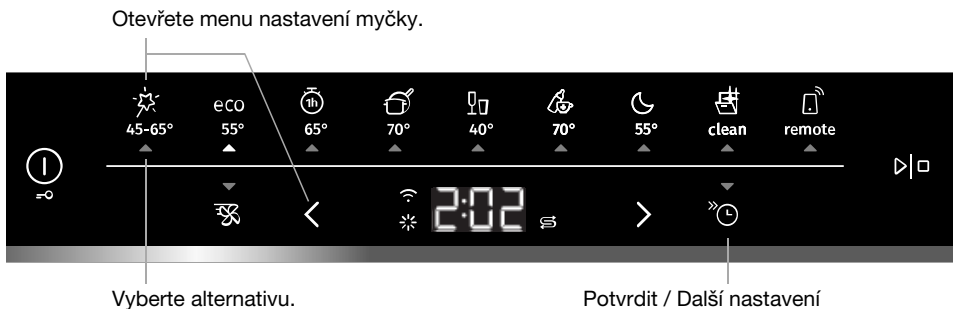 Otevřete menu nastavení myčky.
eco 1h
45-65° 55° 65° 70° 40° 70° 55° clean remote
2:02
Vyberte alternativu. Potvrdit / Další nastavení